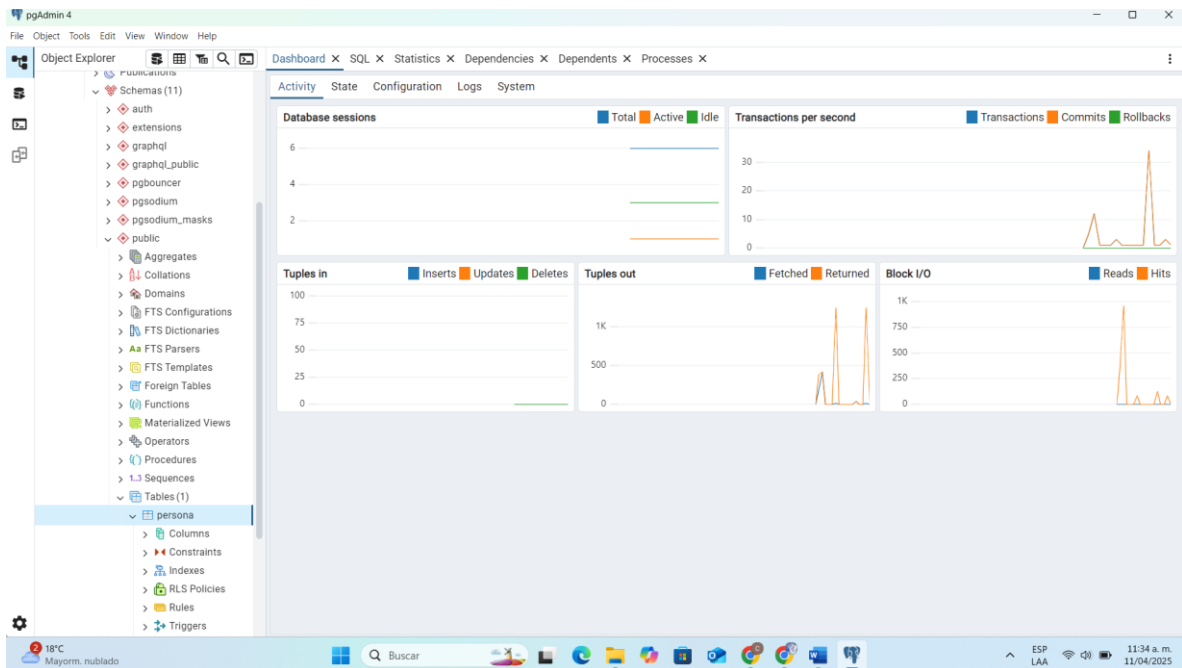 pgAdmin 4
File Object Tools Edit View Window Help
Object Explorer
Publications
Schemas (11)
auth
extensions
graphql
graphql_public
pgbouncer
pgsodium
pgsodium_masks
public
Aggregates
Collations
Domains
FTS Configurations
FTS Dictionaries
Aa FTS Parsers
FTS Templates
Foreign Tables
Functions
Materialized Views
Operators
Procedures
1..3 Sequences
Tables (1)
persona
Columns
Constraints
Indexes
RLS Policies
Rules
Triggers
Dashboard SQL Statistics Dependencies Dependents Processes
Activity State Configuration Logs System
Database sessions Total Active Idle
6
4
2
Transactions per second Transactions Commits Rollbacks
30
20
10
0
Tuples in Inserts Updates Deletes
100
75
50
25
0
Tuples out Fetched Returned
1K
500
0
Block I/O Reads Hits
1K
750
500
250
0
2
18°C
Mayorm. nublado
Buscar
ESP
LAA
11:34 a. m.
11/04/2025